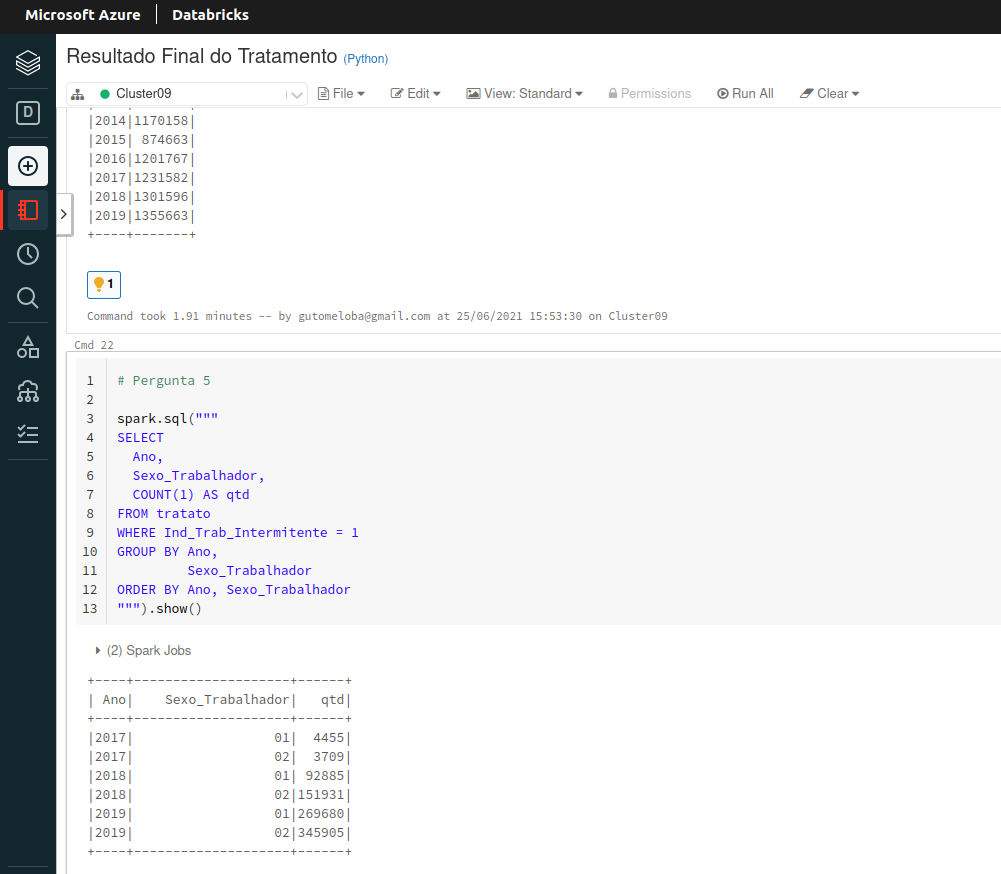 Microsoft Azure | Databricks
Resultado Final do Tratamento (Python)
Cluster09 File Edit View: Standard Permissions Run All Clear
D
|2014|1170158|
|2015| 874663|
|2016|1201767|
|2017|1231582|
|2018|1301596|
|2019|1355663|
+----+-------+
1
Command took 1.91 minutes -- by gutomeloba@gmail.com at 25/06/2021 15:53:30 on Cluster09
Cmd 22
1 # Pergunta 5
2
3 spark.sql("""
4 SELECT
5   Ano,
6   Sexo_Trabalhador,
7   COUNT(1) AS qtd
8 FROM tratato
9 WHERE Ind_Trab_Intermitente = 1
10 GROUP BY Ano,
11          Sexo_Trabalhador
12 ORDER BY Ano, Sexo_Trabalhador
13 """).show()
(2) Spark Jobs
+----+--------------------+------+
| Ano|    Sexo_Trabalhador|   qtd|
+----+--------------------+------+
|2017|                  01|  4455|
|2017|                  02|  3709|
|2018|                  01| 92885|
|2018|                  02|151931|
|2019|                  01|269680|
|2019|                  02|345905|
+----+--------------------+------+